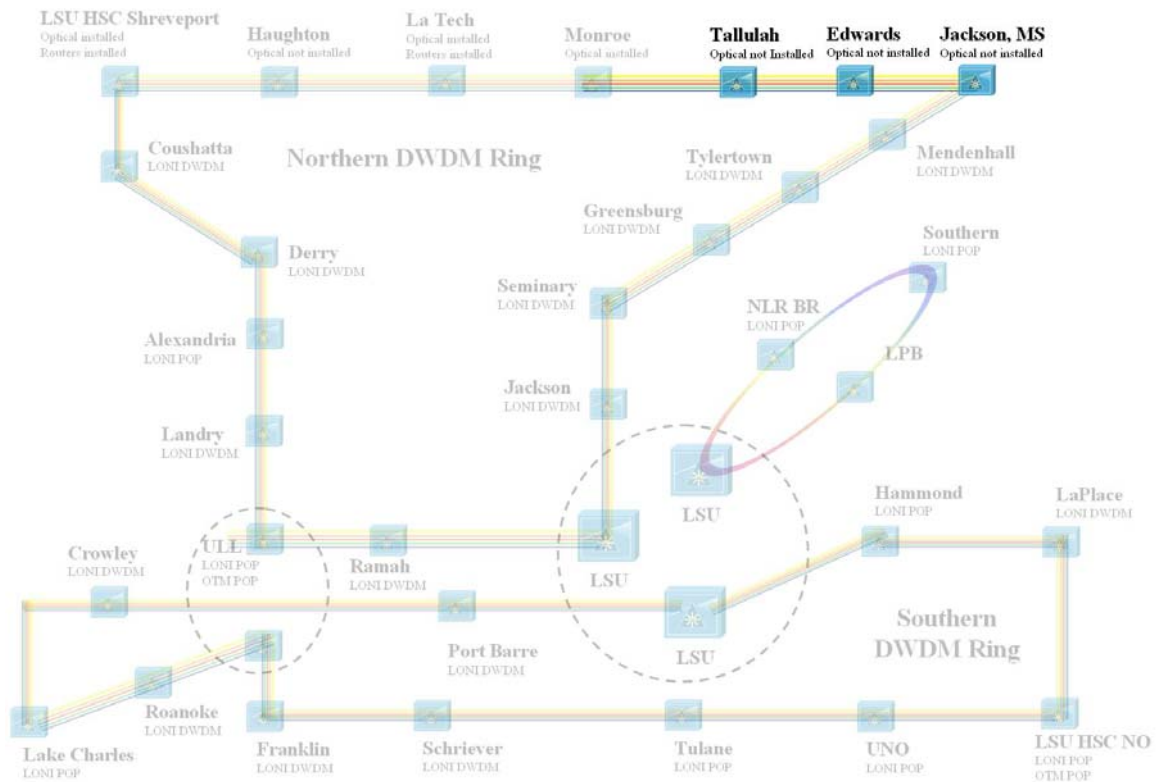 LSU HSC Shreveport
Optical installed
Routers installed
Haughton
Optical not installed
La Tech
Optical installed
Routers installed
Monroe
Optical installed
Tallulah
Optical not Installed
Edwards
Optical not installed
Jackson, MS
Optical not installed
Coushatta
LONI DWDM
Northern DWDM Ring
Tylertown
LONI DWDM
Mendenhall
LONI DWDM
Greensburg
LONI DWDM
Derry
LONI DWDM
Southern
LONI POP
Seminary
LONI DWDM
NLR BR
LONI POP
Alexandria
LONI POP
LPB
Jackson
LONI DWDM
Landry
LONI DWDM
LSU
Hammond
LONI POP
LaPlace
LONI DWDM
ULL
LONI POP
OTM POP
Crowley
LONI DWDM
Ramah
LONI DWDM
LSU
Southern
DWDM Ring
Port Barre
LONI DWDM
LSU
Roanoke
LONI DWDM
Lake Charles
LONI POP
Franklin
LONI DWDM
Schriever
LONI DWDM
Tulane
LONI POP
UNO
LONI POP
LSU HSC NO
LONI POP
OTM POP